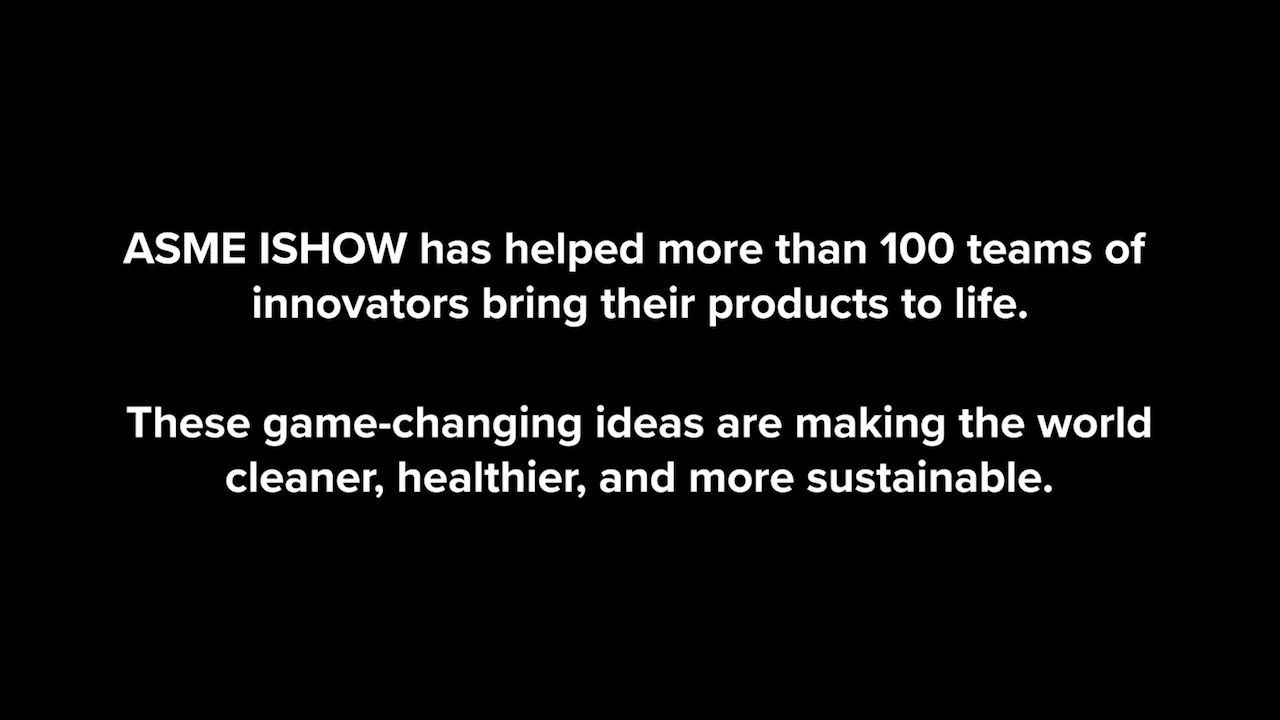 ASME ISHOW has helped more than 100 teams of
innovators bring their products to life.
These game-changing ideas are making the world
cleaner, healthier, and more sustainable.